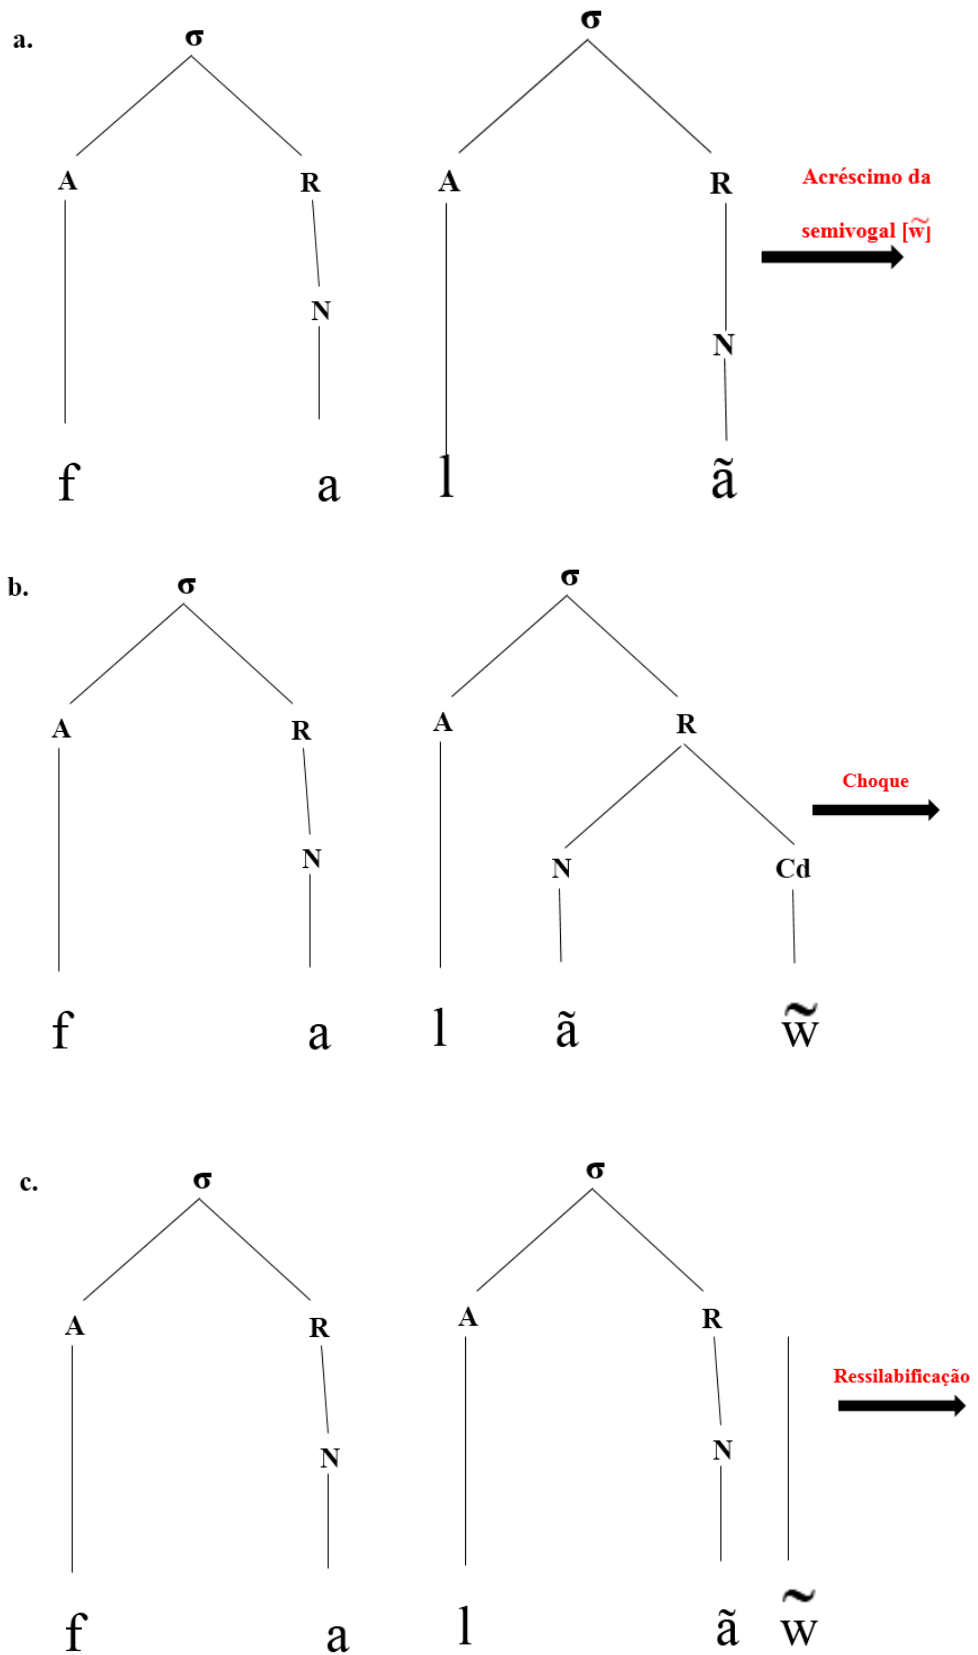 a.
σ σ
A R A R
Acréscimo da
semivogal [w̃]
N N
f a l ã
b.
σ σ
A R A R
Choque
N N Cd
f a l ã w̃
c.
σ σ
A R A R
Ressilabificação
N N
f a l ã w̃